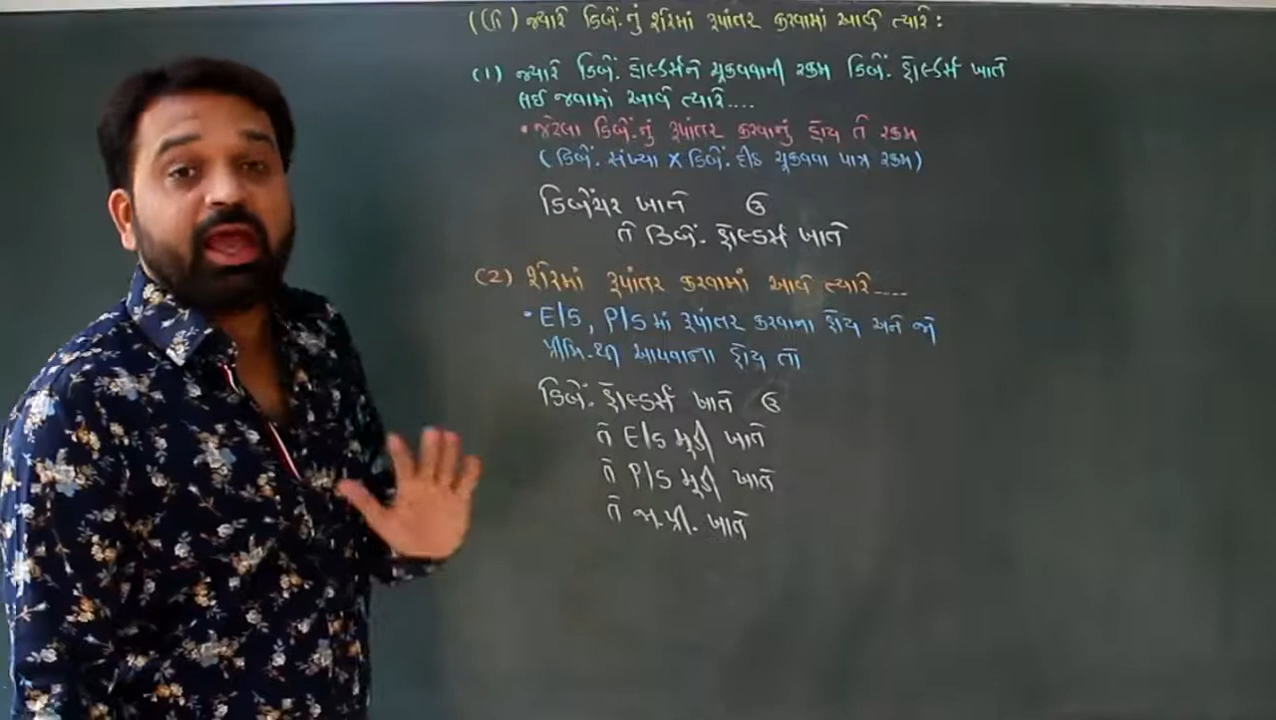 જ્યારે ડિબેં.નું શેરમાં રૂપાંતર કરવામાં આવે ત્યારે :
(1) જ્યારે ડિબેં. હોલ્ડર્સને ચૂકવવાની રકમ ડિબેં. હોલ્ડર્સ ખાતે
લઈ જવામાં આવે ત્યારે....
• જેટલા ડિબેં.નું રૂપાંતર કરવાનું હોય તે રકમ
(ડિબેં. સંખ્યા X ડિબેં. દીઠ ચૂકવવા પાત્ર રકમ)
ડિબેંચર ખાતે ઉ
તે ડિબેં. હોલ્ડર્સ ખાતે
(2) શેરમાં રૂપાંતર કરવામાં આવે ત્યારે....
• E/S, P/S માં રૂપાંતર કરવાના હોય અને જો
પ્રીમિ.થી આપવાના હોય તો
ડિબેં. હોલ્ડર્સ ખાતે ઉ
તે E/S મૂડી ખાતે
તે P/S મૂડી ખાતે
તે જા.પ્રી. ખાતે